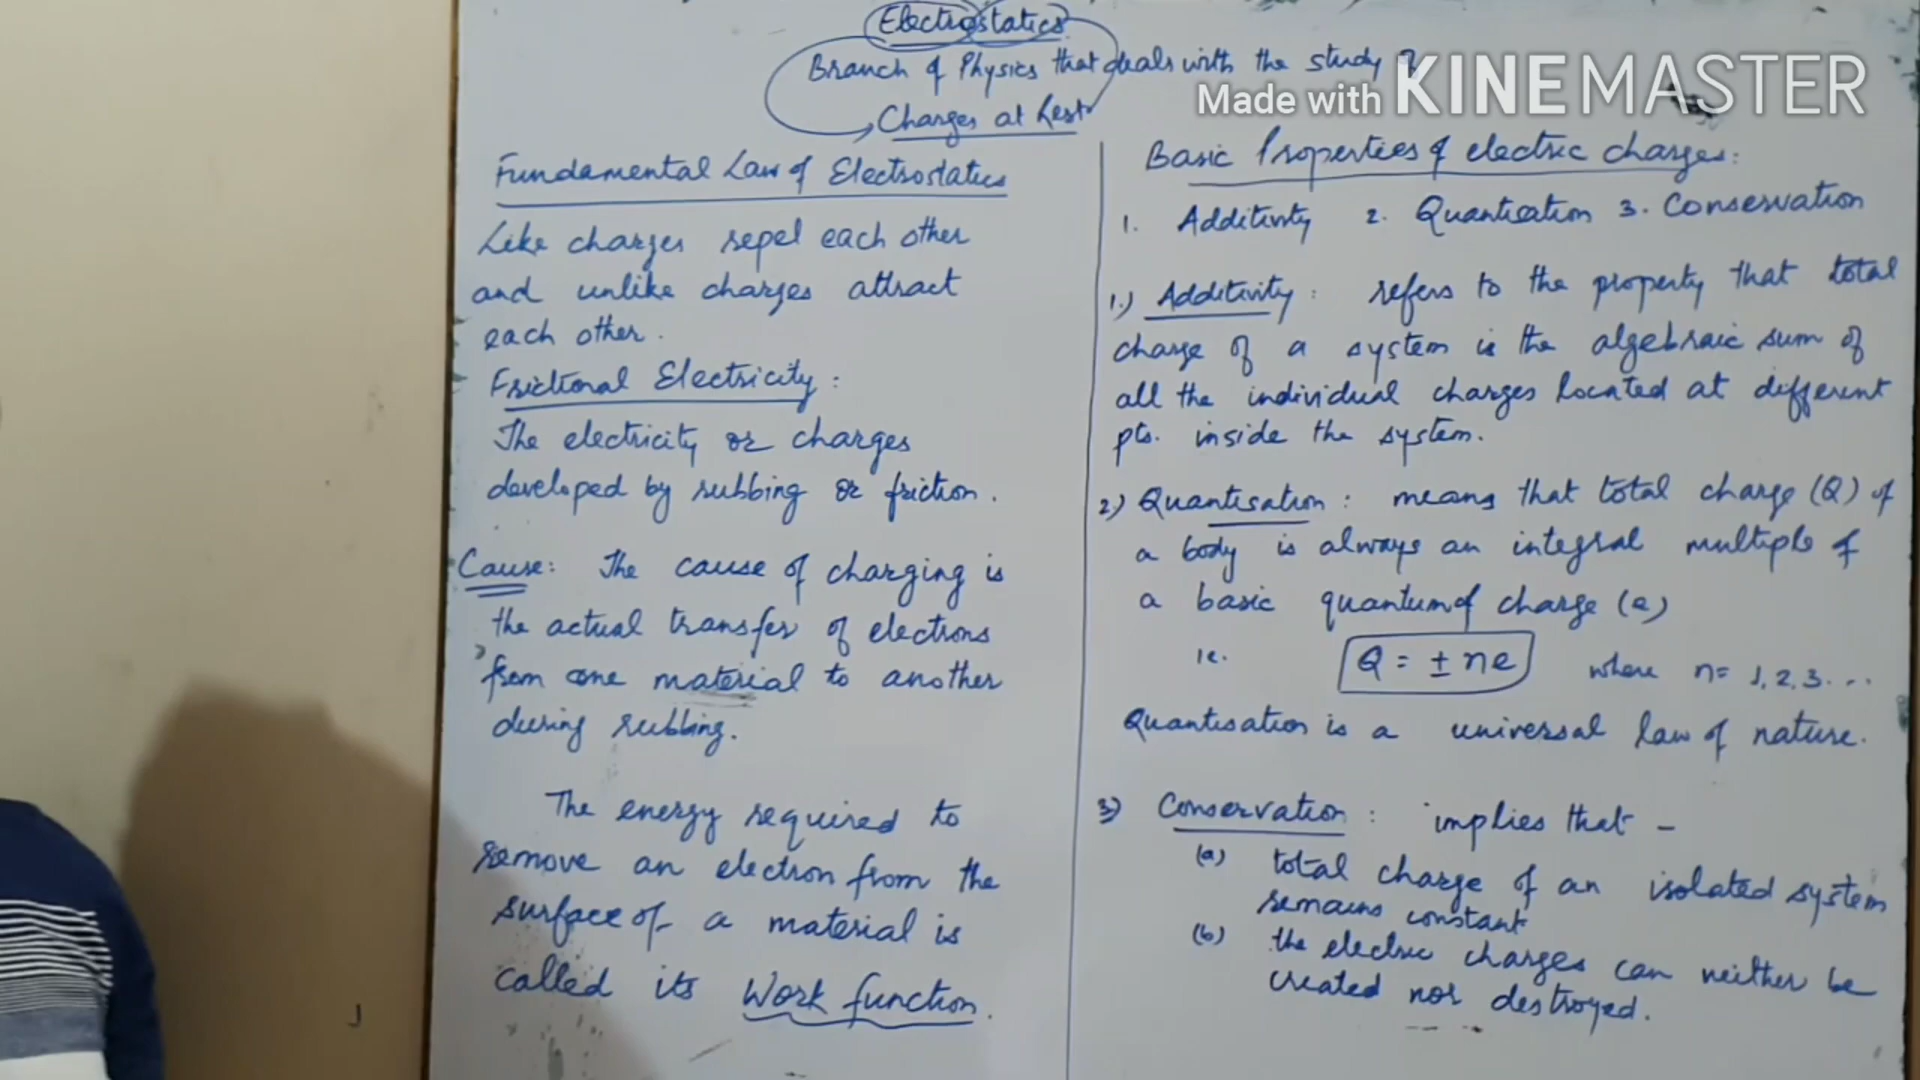 Electrostatics
Branch of Physics that deals with the study of
Charges at Rest
Made with KINEMASTER
Fundamental Law of Electrostatics
Like charges repel each other
and unlike charges attract
each other.
Frictional Electricity:
The electricity or charges
developed by rubbing or friction.
Cause: The cause of charging is
the actual transfer of electrons
from one material to another
during rubbing.
The energy required to
remove an electron from the
surface of a material is
called its Work function.
Basic Properties of electric charges:
1. Additivity 2. Quantisation 3. Conservation
1.) Additivity: refers to the property that total
charge of a system is the algebraic sum of
all the individual charges located at different
pts. inside the system.
2.) Quantisation: means that total charge (Q) of
a body is always an integral multiple of
a basic quantum of charge (e)
ie. Q = ± ne where n = 1, 2, 3...
Quantisation is a universal law of nature.
3) Conservation: implies that -
(a) total charge of an isolated system
remains constant
(b) the electric charges can neither be
created nor destroyed.